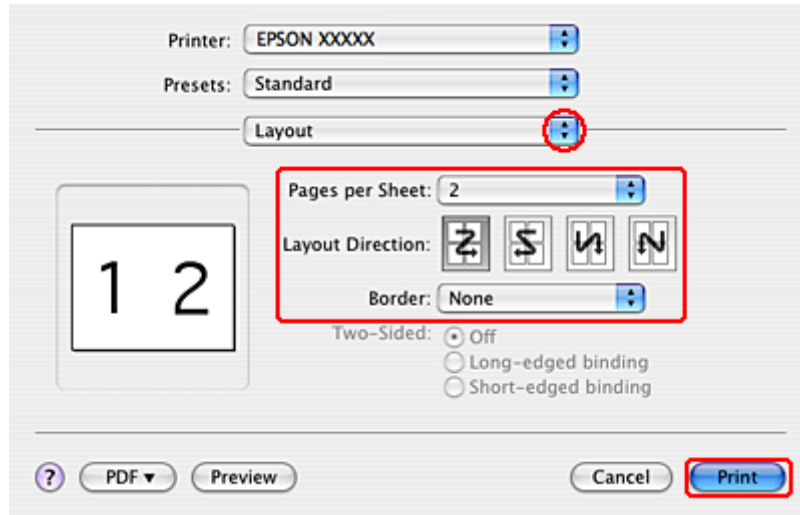 Printer: EPSON XXXXX
Presets: Standard
Layout
Pages per Sheet: 2
Layout Direction:
Border: None
1 2
Two-Sided: Off
Long-edged binding
Short-edged binding
? PDF Preview Cancel Print